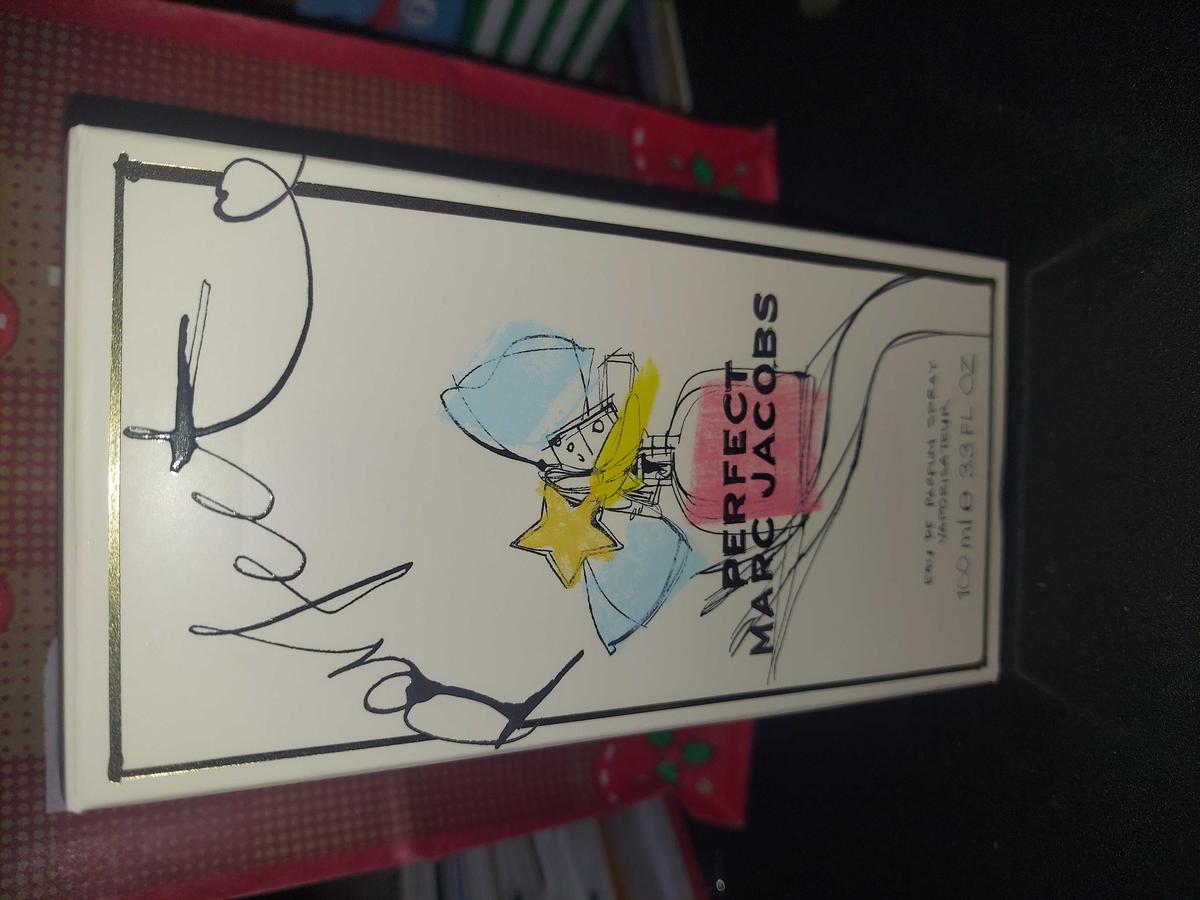 Perfect
PERFECT
MARC JACOBS
EAU DE PARFUM SPRAY
VAPORISATEUR
100 ml e 3.3 FL OZ